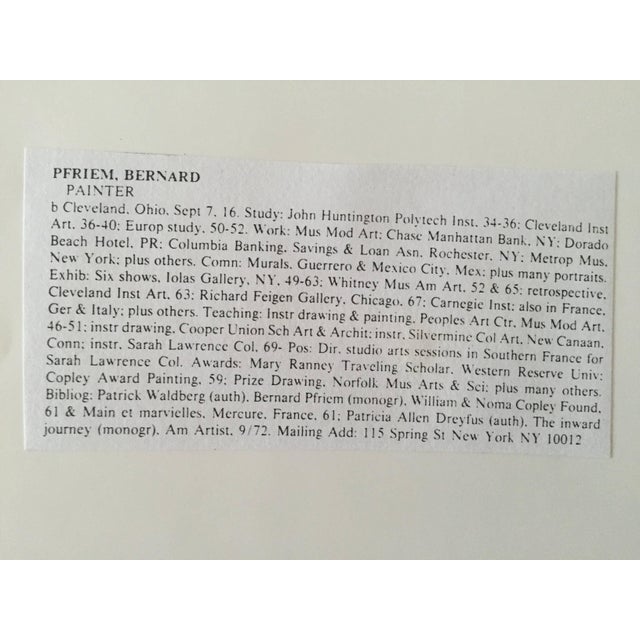 PFRIEM, BERNARD
PAINTER
b Cleveland, Ohio, Sept 7, 16. Study: John Huntington Polytech Inst, 34-36; Cleveland Inst
Art, 36-40; Europ study, 50-52. Work: Mus Mod Art; Chase Manhattan Bank, NY; Dorado
Beach Hotel, PR; Columbia Banking, Savings & Loan Asn, Rochester, NY; Metrop Mus,
New York; plus others. Comn: Murals, Guerrero & Mexico City, Mex; plus many portraits.
Exhib: Six shows, Iolas Gallery, NY, 49-63; Whitney Mus Am Art, 52 & 65; retrospective,
Cleveland Inst Art, 63; Richard Feigen Gallery, Chicago, 67; Carnegie Inst; also in France,
Ger & Italy; plus others. Teaching: Instr drawing & painting, Peoples Art Ctr, Mus Mod Art,
46-51; instr drawing, Cooper Union Sch Art & Archit; instr, Silvermine Col Art, New Canaan,
Conn; instr, Sarah Lawrence Col, 69- Pos: Dir, studio arts sessions in Southern France for
Sarah Lawrence Col. Awards: Mary Ranney Traveling Scholar, Western Reserve Univ;
Copley Award Painting, 59; Prize Drawing, Norfolk Mus Arts & Sci; plus many others.
Bibliog: Patrick Waldberg (auth), Bernard Pfriem (monogr), William & Noma Copley Found,
61 & Main et marvielles, Mercure, France, 61; Patricia Allen Dreyfus (auth), The inward
journey (monogr), Am Artist, 9/72. Mailing Add: 115 Spring St New York NY 10012